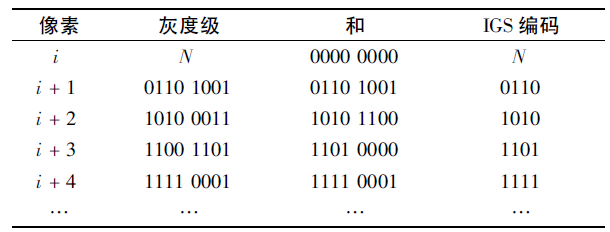 像素 灰度级 和 IGS 编码
i N 0000 0000 N
i + 1 0110 1001 0110 1001 0110
i + 2 1010 0011 1010 1100 1010
i + 3 1100 1101 1101 0000 1101
i + 4 1111 0001 1111 0001 1111
… … … …